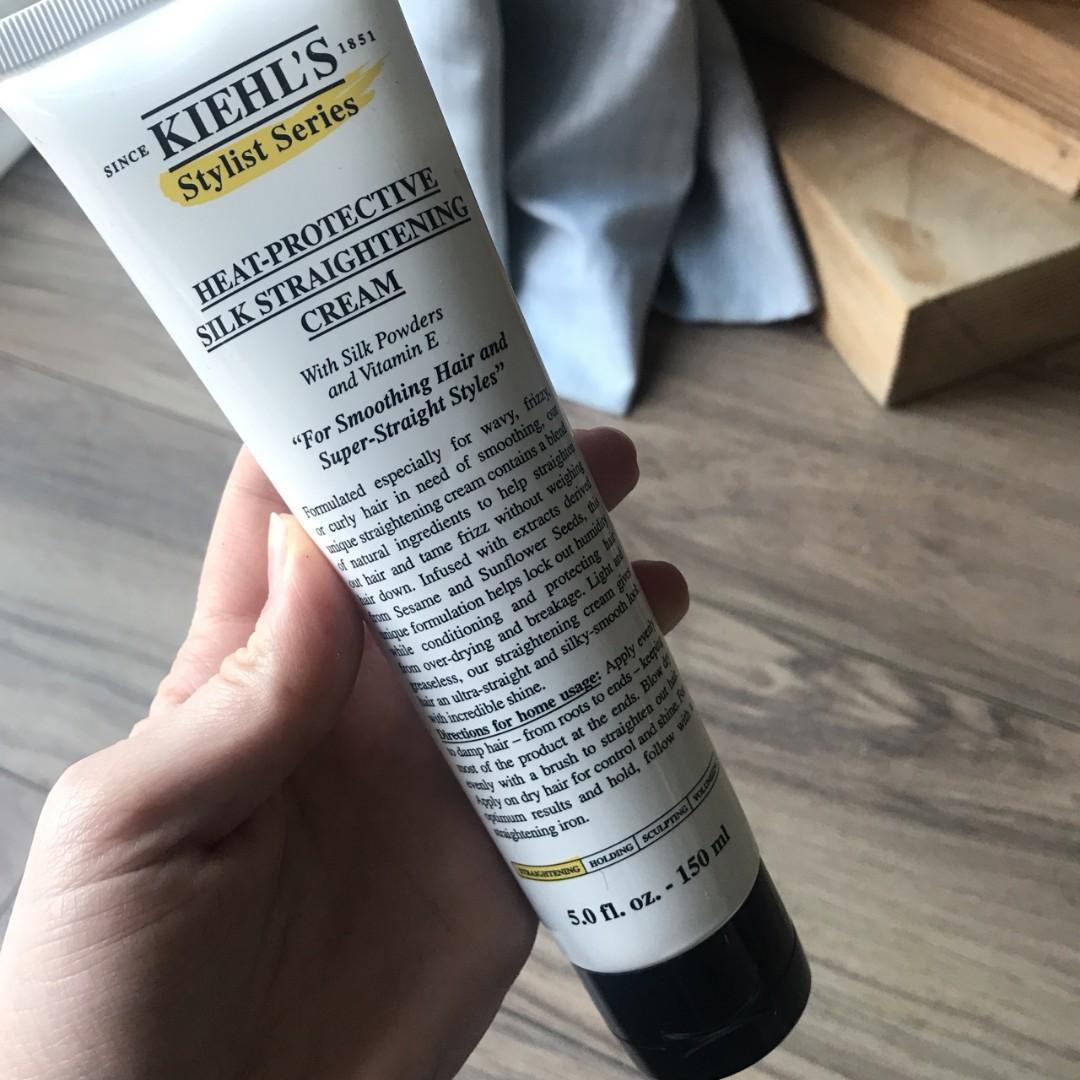 SINCE KIEHL'S 1851
Stylist Series
HEAT-PROTECTIVE
SILK STRAIGHTENING
CREAM
With Silk Powders
and Vitamin E
“For Smoothing Hair and
Super-Straight Styles”
Formulated especially for wavy, frizzy,
or curly hair in need of smoothing, our
unique straightening cream contains a blend
of natural ingredients to help straighten
out hair and tame frizz without weighing
hair down. Infused with extracts derived
from Sesame and Sunflower Seeds, this
unique formulation helps lock out humidity
while conditioning and protecting hair
from over-drying and breakage. Light and
greaseless, our straightening cream gives
hair an ultra-straight and silky-smooth look
with incredible shine.
Directions for home usage: Apply evenly
to damp hair – from roots to ends – keeping
most of the product at the ends. Blow dry
evenly with a brush to straighten out hair.
Apply on dry hair for control and shine. For
optimum results and hold, follow with a
straightening iron.
STRAIGHTENING HOLDING SCULPTING
5.0 fl. oz. - 150 ml